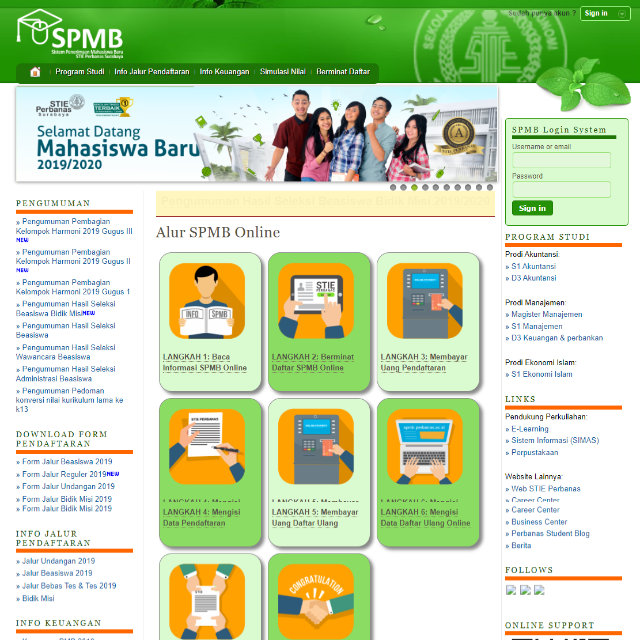 Sudah punya akun ?
Sign in
SPMB
Sistem Penerimaan Mahasiswa Baru
STIE Perbanas Surabaya
Program Studi
Info Jalur Pendaftaran
Info Keuangan
Simulasi Nilai
Berminat Daftar
STIE
Perbanas
Surabaya
TERBAIK
Selamat Datang
Mahasiswa Baru
2019/2020
A
SPMB Login System
Username or email
Password
Sign in
PENGUMUMAN
» Pengumuman Pembagian
Kelompok Harmoni 2019 Gugus III
NEW
» Pengumuman Pembagian
Kelompok Harmoni 2019 Gugus II
NEW
» Pengumuman Pembagian
Kelompok Harmoni 2019 Gugus 1
» Pengumuman Hasil Seleksi
Beasiswa Bidik MisiNEW
» Pengumuman Hasil Seleksi
Beasiswa
» Pengumuman Hasil Seleksi
Wawancara Beasiswa
» Pengumuman Hasil Seleksi
Administrasi Beasiswa
» Pengumuman Pedoman
konversi nilai kurikulum lama ke
k13
DOWNLOAD FORM
PENDAFTARAN
» Form Jalur Beasiswa 2019
» Form Jalur Reguler 2019NEW
» Form Jalur Undangan 2019
» Form Jalur Bidik Misi 2019
» Form Jalur Bidik Misi 2019
INFO JALUR
PENDAFTARAN
» Jalur Undangan 2019
» Jalur Beasiswa 2019
» Jalur Bebas Tes & Tes 2019
» Bidik Misi
INFO KEUANGAN
Pengumuman Hasil Seleksi Beasiswa Bidik Misi 2019/2020
Alur SPMB Online
INFO
SPMB
LANGKAH 1: Baca
Informasi SPMB Online
STIE
PERBANAS
LANGKAH 2: Berminat
Daftar SPMB Online
LANGKAH 3: Membayar
Uang Pendaftaran
STIE PERBANAS
LANGKAH 4: Mengisi
LANGKAH 4: Mengisi
Data Pendaftaran
LANGKAH 5: Membayar
LANGKAH 5: Membayar
Uang Daftar Ulang
spmb.perbanas.ac.id
LANGKAH 6: Mengisi
LANGKAH 6: Mengisi
Data Daftar Ulang Online
STIE
CONGRATULATION
PROGRAM STUDI
Prodi Akuntansi:
» S1 Akuntansi
» D3 Akuntansi
Prodi Manajemen:
» Magister Manajemen
» S1 Manajemen
» D3 Keuangan & perbankan
Prodi Ekonomi Islam:
» S1 Ekonomi Islam
LINKS
Pendukung Perkuliahan:
» E-Learning
» Sistem Informasi (SIMAS)
» Perpustakaan
Website Lainnya:
» Web STIE Perbanas
» Career Center
» Career Center
» Business Center
» Perbanas Student Blog
» Berita
FOLLOWS
ONLINE SUPPORT